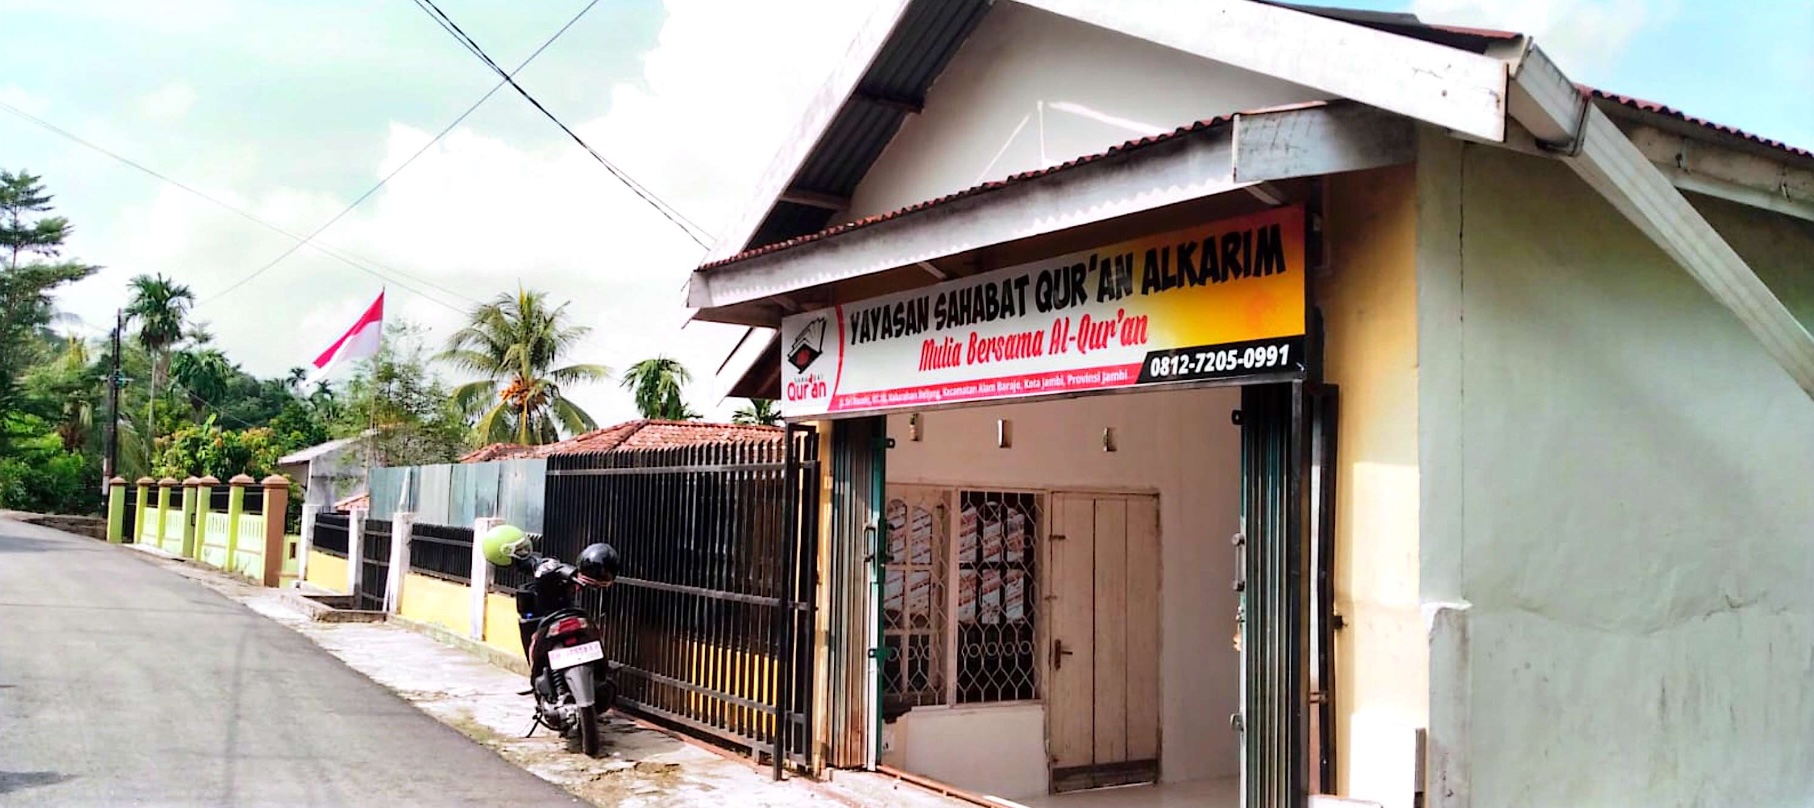 YAYASAN SAHABAT QUR'AN ALKARIM
Mulia Bersama Al-Qur'an
0812-7205-0991
SAHABAT
Qur'an
Kecamatan Alam Barajo, Kota Jambi, Provinsi Jambi